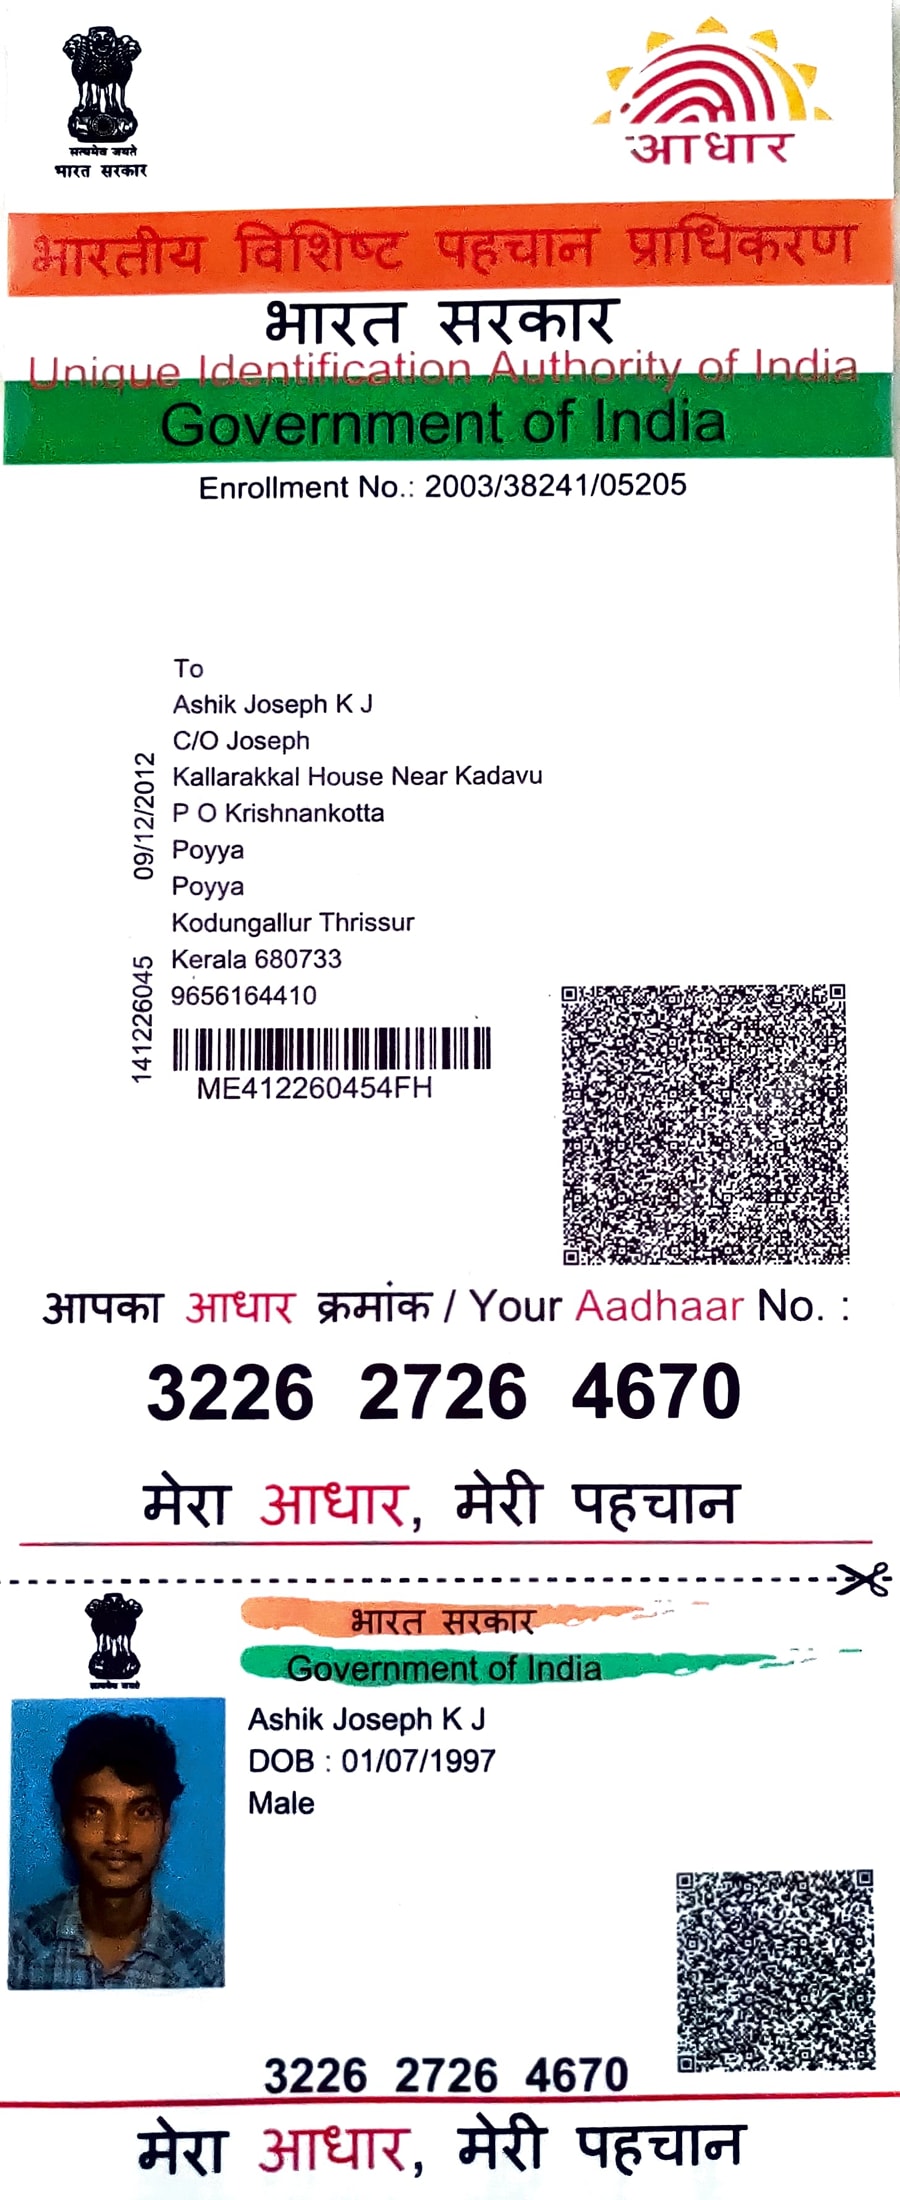 सत्यमेव जयते
भारत सरकार
आधार
भारतीय विशिष्ट पहचान प्राधिकरण
भारत सरकार
Unique Identification Authority of India
Government of India
Enrollment No.: 2003/38241/05205
To
Ashik Joseph K J
C/O Joseph
Kallarakkal House Near Kadavu
P O Krishnankotta
Poyya
Poyya
Kodungallur Thrissur
Kerala 680733
9656164410
141226045 09/12/2012
ME412260454FH
आपका आधार क्रमांक / Your Aadhaar No. :
3226 2726 4670
मेरा आधार, मेरी पहचान
सत्यमेव जयते
भारत सरकार
Government of India
Ashik Joseph K J
DOB : 01/07/1997
Male
3226 2726 4670
मेरा आधार, मेरी पहचान